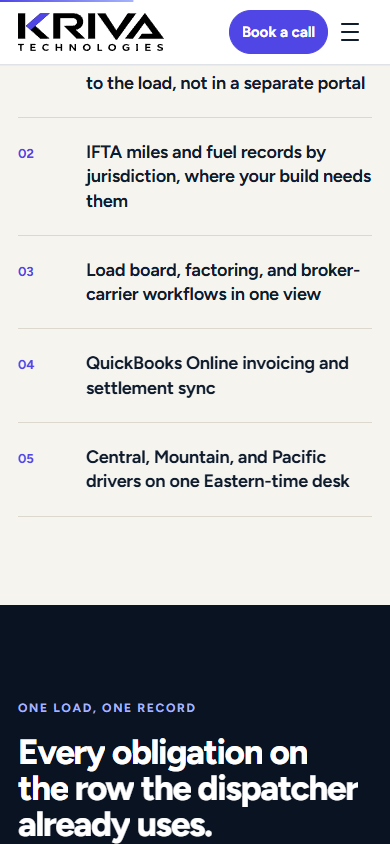 KRIVA
TECHNOLOGIES
Book a call
to the load, not in a separate portal
02
IFTA miles and fuel records by
jurisdiction, where your build needs
them
03
Load board, factoring, and broker-
carrier workflows in one view
04
QuickBooks Online invoicing and
settlement sync
05
Central, Mountain, and Pacific
drivers on one Eastern-time desk
ONE LOAD, ONE RECORD
Every obligation on
the row the dispatcher
already uses.